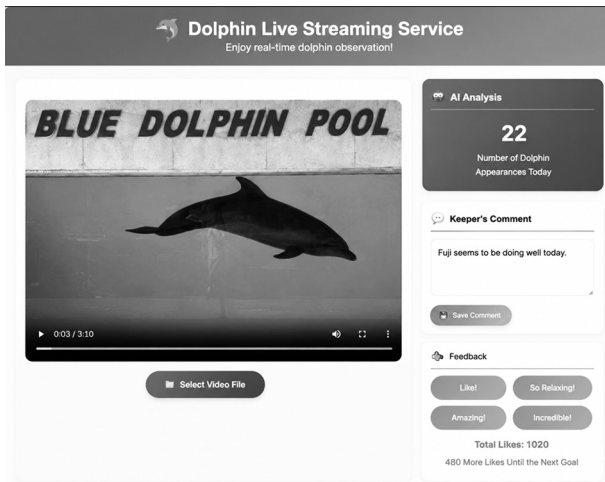 Dolphin Live Streaming Service
Enjoy real-time dolphin observation!
BLUE DOLPHIN POOL
0:03 / 3:10
Select Video File
AI Analysis
22
Number of Dolphin
Appearances Today
Keeper's Comment
Fuji seems to be doing well today.
Save Comment
Feedback
Like!
So Relaxing!
Amazing!
Incredible!
Total Likes: 1020
480 More Likes Until the Next Goal